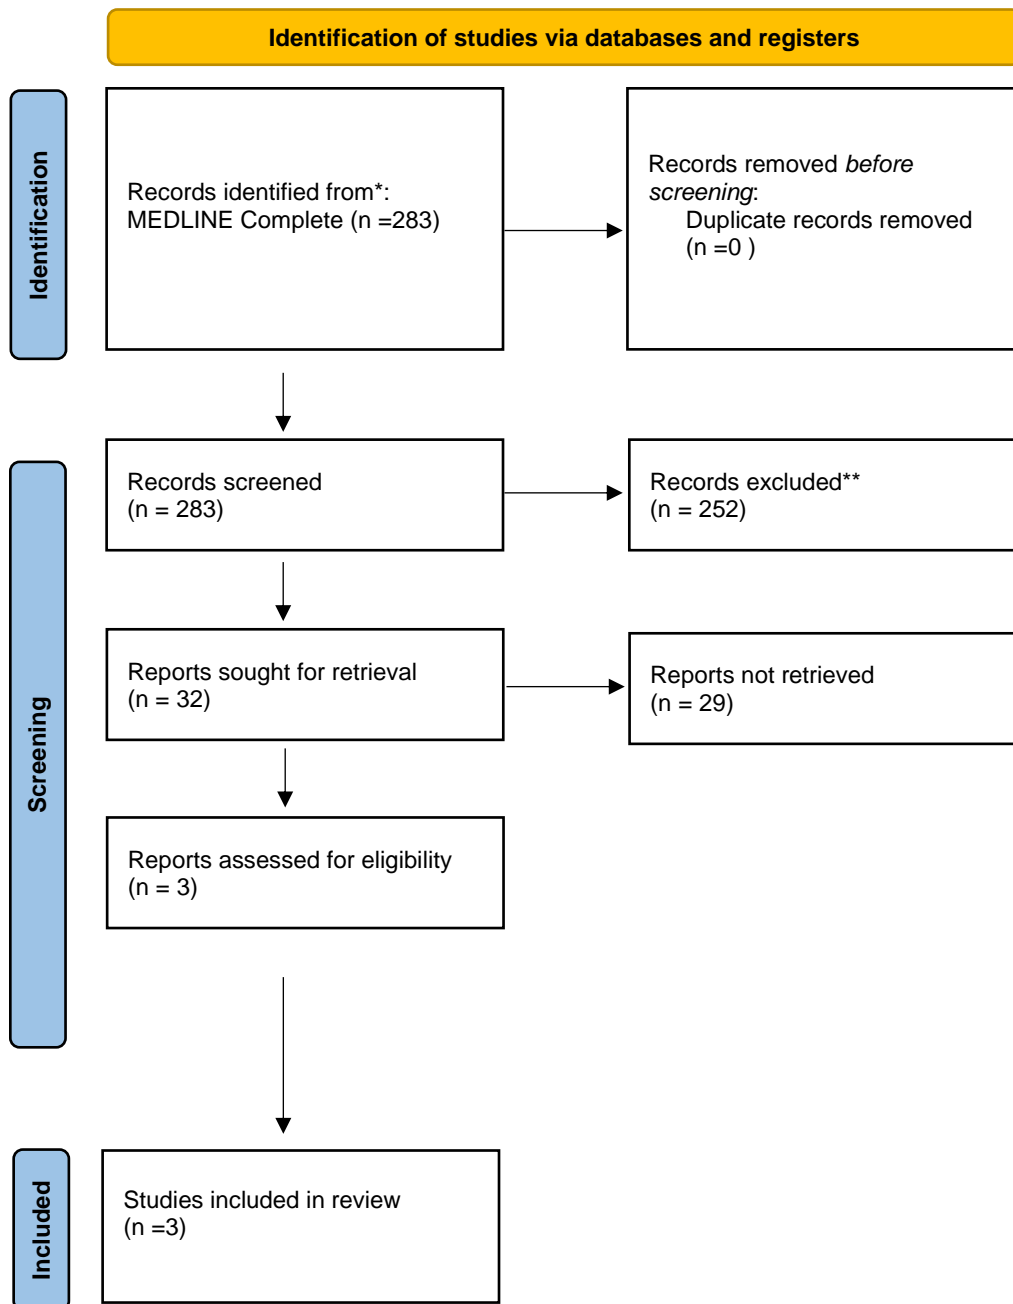 Identification of studies via databases and registers
Identification
Records identified from*:
MEDLINE Complete (n =283)
Records removed before
screening:
Duplicate records removed
(n =0 )
Screening
Records screened
(n = 283)
Records excluded**
(n = 252)
Reports sought for retrieval
(n = 32)
Reports not retrieved
(n = 29)
Reports assessed for eligibility
(n = 3)
Included
Studies included in review
(n =3)